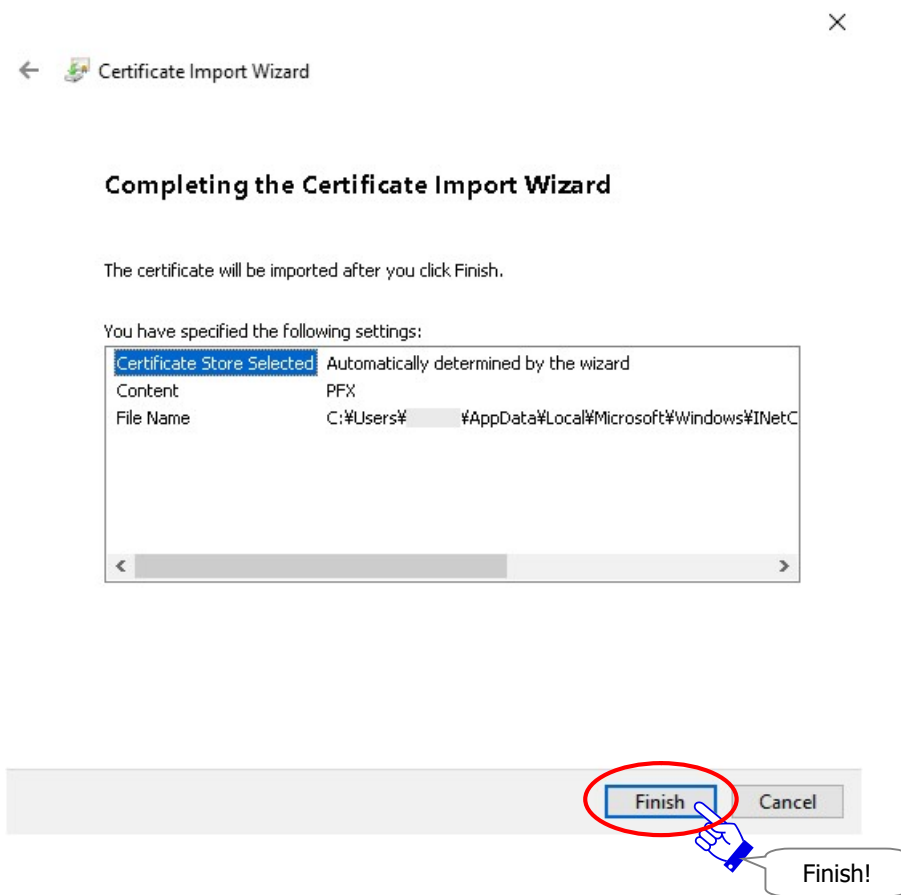 Certificate Import Wizard
Completing the Certificate Import Wizard
The certificate will be imported after you click Finish.
You have specified the following settings:
Certificate Store Selected Automatically determined by the wizard
Content PFX
File Name C:¥Users¥ ¥AppData¥Local¥Microsoft¥Windows¥INetC
Finish Cancel
Finish!